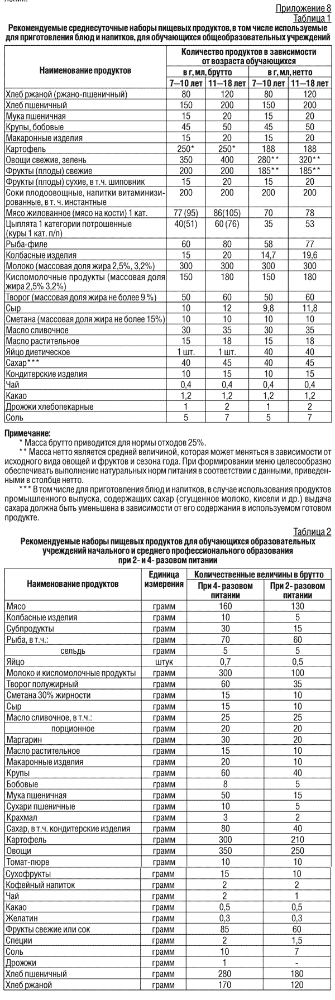 ления.
Приложение 8
Таблица 1
Рекомендуемые среднесуточные наборы пищевых продуктов, в том числе используемые
для приготовления блюд и напитков, для обучающихся общеобразовательных учреждений
Наименование продуктов
Количество продуктов в зависимости
от возраста обучающихся
в г, мл, брутто в г, мл, нетто
7—10 лет 11—18 лет 7—10 лет 11—18 лет
Хлеб ржаной (ржано-пшеничный) 80 120 80 120
Хлеб пшеничный 150 200 150 200
Мука пшеничная 15 20 15 20
Крупы, бобовые 45 50 45 50
Макаронные изделия 15 20 15 20
Картофель 250* 250* 188 188
Овощи свежие, зелень 350 400 280** 320**
Фрукты (плоды) свежие 200 200 185** 185**
Фрукты (плоды) сухие, в т.ч. шиповник 15 20 15 20
Соки плодоовощные, напитки витаминизи-
рованные, в т. ч. инстантные 200 200 200 200
Мясо жилованное (мясо на кости) 1 кат. 77 (95) 86(105) 70 78
Цыплята 1 категории потрошенные
(куры 1 кат. п/п) 40(51) 60 (76) 35 53
Рыба-филе 60 80 58 77
Колбасные изделия 15 20 14,7 19,6
Молоко (массовая доля жира 2,5%, 3,2%) 300 300 300 300
Кисломолочные продукты (массовая доля
жира 2,5% 3,2%) 150 180 150 180
Творог (массовая доля жира не более 9 %) 50 60 50 60
Сыр 10 12 9,8 11,8
Сметана (массовая доля жира не более 15%) 10 10 10 10
Масло сливочное 30 35 30 35
Масло растительное 15 18 15 18
Яйцо диетическое 1 шт. 1 шт. 40 40
Сахар*** 40 45 40 45
Кондитерские изделия 10 15 10 15
Чай 0,4 0,4 0,4 0,4
Какао 1,2 1,2 1,2 1,2
Дрожжи хлебопекарные 1 2 1 2
Соль 5 7 5 7
Примечание:
* Масса брутто приводится для нормы отходов 25%.
** Масса нетто является средней величиной, которая может меняться в зависимости от
исходного вида овощей и фруктов и сезона года. При формировании меню целесообразно
обеспечивать выполнение натуральных норм питания в соответствии с данными, приведен-
ными в столбце нетто.
*** В том числе для приготовления блюд и напитков, в случае использования продуктов
промышленного выпуска, содержащих сахар (сгущенное молоко, кисели и др.) выдача
сахара должна быть уменьшена в зависимости от его содержания в используемом готовом
продукте.
Таблица 2
Рекомендуемые наборы пищевых продуктов для обучающихся образовательных
учреждений начального и среднего профессионального образования
при 2- и 4- разовом питании
Наименование продуктов Единица измерения Количественные величины в брутто
При 4- разовом питании При 2- разовом питании
Мясо грамм 160 130
Колбасные изделия грамм 10 5
Субпродукты грамм 30 15
Рыба, в т.ч.: грамм 70 60
сельдь грамм 5 5
Яйцо штук 0,7 0,5
Молоко и кисломолочные продукты грамм 300 100
Творог полужирный грамм 60 35
Сметана 30% жирности грамм 15 10
Сыр грамм 15 10
Масло сливочное, в т.ч.: грамм 25 25
порционное грамм 20 20
Маргарин грамм 30 20
Масло растительное грамм 15 10
Макаронные изделия грамм 20 10
Крупы грамм 60 40
Бобовые грамм 8 5
Мука пшеничная грамм 50 15
Сухари пшеничные грамм 10 5
Крахмал грамм 3 2
Сахар, в т.ч. кондитерские изделия грамм 80 40
Картофель грамм 300 210
Овощи грамм 350 250
Томат-пюре грамм 10 10
Сухофрукты грамм 15 10
Кофейный напиток грамм 2 2
Чай грамм 2 1
Какао грамм 0,5 0,5
Желатин грамм 0,3 0,3
Фрукты свежие или сок грамм 85 60
Специи грамм 2 1,5
Соль грамм 10 7
Дрожжи грамм 1 -
Хлеб пшеничный грамм 280 180
Хлеб ржаной грамм 170 120